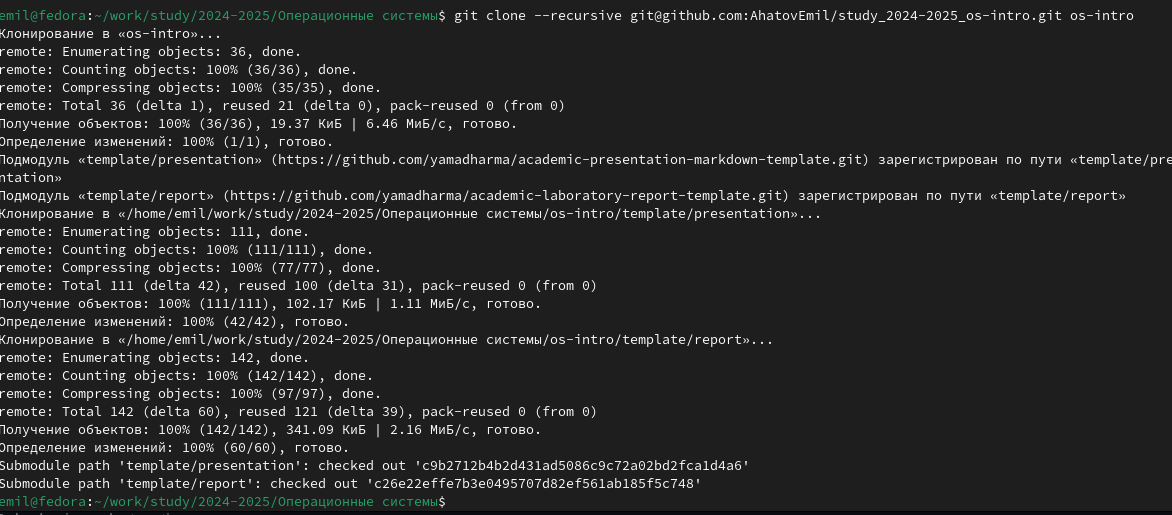 emil@fedora:~/work/study/2024-2025/Операционные системы$ git clone --recursive git@github.com:AhatovEmil/study_2024-2025_os-intro.git os-intro
Клонирование в «os-intro»...
remote: Enumerating objects: 36, done.
remote: Counting objects: 100% (36/36), done.
remote: Compressing objects: 100% (35/35), done.
remote: Total 36 (delta 1), reused 21 (delta 0), pack-reused 0 (from 0)
Получение объектов: 100% (36/36), 19.37 КиБ | 6.46 МиБ/с, готово.
Определение изменений: 100% (1/1), готово.
Подмодуль «template/presentation» (https://github.com/yamadharma/academic-presentation-markdown-template.git) зарегистрирован по пути «template/pre
ntation»
Подмодуль «template/report» (https://github.com/yamadharma/academic-laboratory-report-template.git) зарегистрирован по пути «template/report»
Клонирование в «/home/emil/work/study/2024-2025/Операционные системы/os-intro/template/presentation»...
remote: Enumerating objects: 111, done.
remote: Counting objects: 100% (111/111), done.
remote: Compressing objects: 100% (77/77), done.
remote: Total 111 (delta 42), reused 100 (delta 31), pack-reused 0 (from 0)
Получение объектов: 100% (111/111), 102.17 КиБ | 1.11 МиБ/с, готово.
Определение изменений: 100% (42/42), готово.
Клонирование в «/home/emil/work/study/2024-2025/Операционные системы/os-intro/template/report»...
remote: Enumerating objects: 142, done.
remote: Counting objects: 100% (142/142), done.
remote: Compressing objects: 100% (97/97), done.
remote: Total 142 (delta 60), reused 121 (delta 39), pack-reused 0 (from 0)
Получение объектов: 100% (142/142), 341.09 КиБ | 2.16 МиБ/с, готово.
Определение изменений: 100% (60/60), готово.
Submodule path 'template/presentation': checked out 'c9b2712b4b2d431ad5086c9c72a02bd2fca1d4a6'
Submodule path 'template/report': checked out 'c26e22effe7b3e0495707d82ef561ab185f5c748'
emil@fedora:~/work/study/2024-2025/Операционные системы$